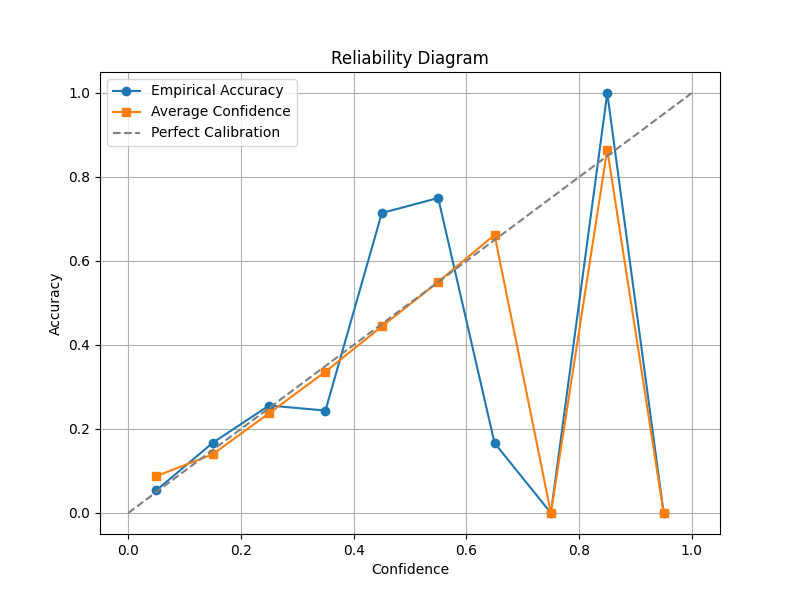 Reliability Diagram
Empirical Accuracy
Average Confidence
Perfect Calibration
1.0
0.8
0.6
0.4
0.2
0.0
Accuracy
0.0 0.2 0.4 0.6 0.8 1.0
Confidence